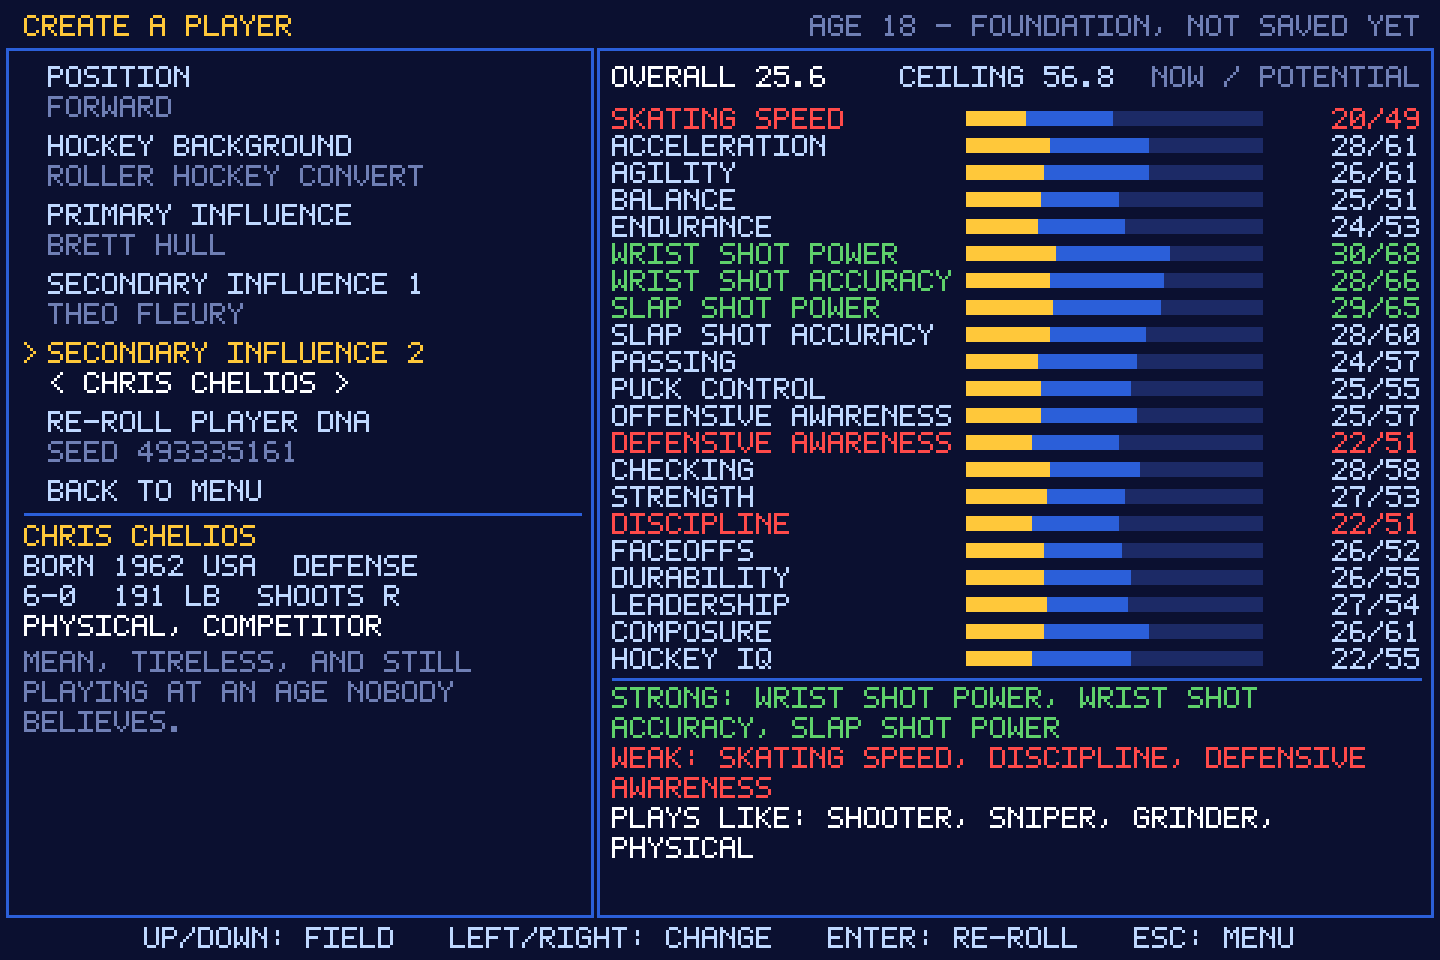 CREATE A PLAYER
AGE 18 - FOUNDATION, NOT SAVED YET
POSITION
FORWARD
HOCKEY BACKGROUND
ROLLER HOCKEY CONVERT
PRIMARY INFLUENCE
BRETT HULL
SECONDARY INFLUENCE 1
THEO FLEURY
> SECONDARY INFLUENCE 2
< CHRIS CHELIOS >
RE-ROLL PLAYER DNA
SEED 493335161
BACK TO MENU
CHRIS CHELIOS
BORN 1962 USA DEFENSE
6-0 191 LB SHOOTS R
PHYSICAL, COMPETITOR
MEAN, TIRELESS, AND STILL
PLAYING AT AN AGE NOBODY
BELIEVES.
OVERALL 25.6 CEILING 56.8 NOW / POTENTIAL
SKATING SPEED 20/49
ACCELERATION 28/61
AGILITY 26/61
BALANCE 25/51
ENDURANCE 24/53
WRIST SHOT POWER 30/68
WRIST SHOT ACCURACY 28/66
SLAP SHOT POWER 29/65
SLAP SHOT ACCURACY 28/60
PASSING 24/57
PUCK CONTROL 25/55
OFFENSIVE AWARENESS 25/57
DEFENSIVE AWARENESS 22/51
CHECKING 28/58
STRENGTH 27/53
DISCIPLINE 22/51
FACEOFFS 26/52
DURABILITY 26/55
LEADERSHIP 27/54
COMPOSURE 26/61
HOCKEY IQ 22/55
STRONG: WRIST SHOT POWER, WRIST SHOT
ACCURACY, SLAP SHOT POWER
WEAK: SKATING SPEED, DISCIPLINE, DEFENSIVE
AWARENESS
PLAYS LIKE: SHOOTER, SNIPER, GRINDER,
PHYSICAL
UP/DOWN: FIELD LEFT/RIGHT: CHANGE ENTER: RE-ROLL ESC: MENU